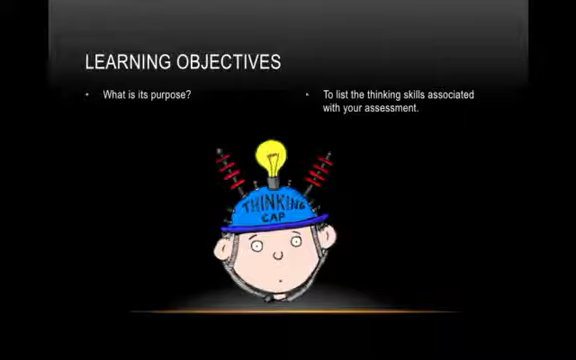 LEARNING OBJECTIVES
• What is its purpose?
• To list the thinking skills associated
with your assessment.
THINKING
CAP